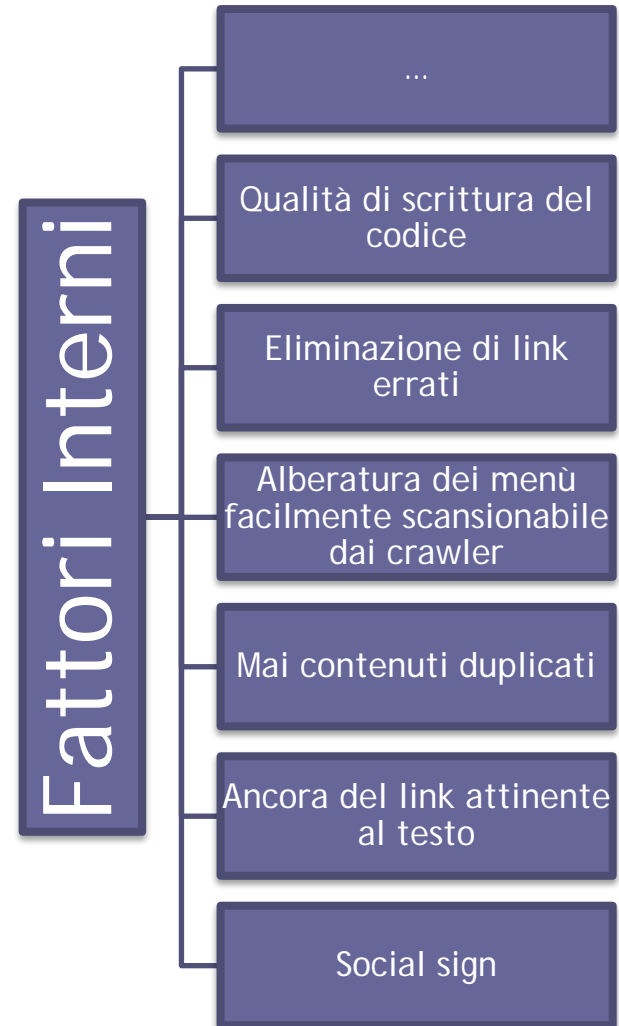 Fattori Interni
...
Qualità di scrittura del
codice
Eliminazione di link
errati
Alberatura dei menù
facilmente scansionabile
dai crawler
Mai contenuti duplicati
Ancora del link attinente
al testo
Social sign